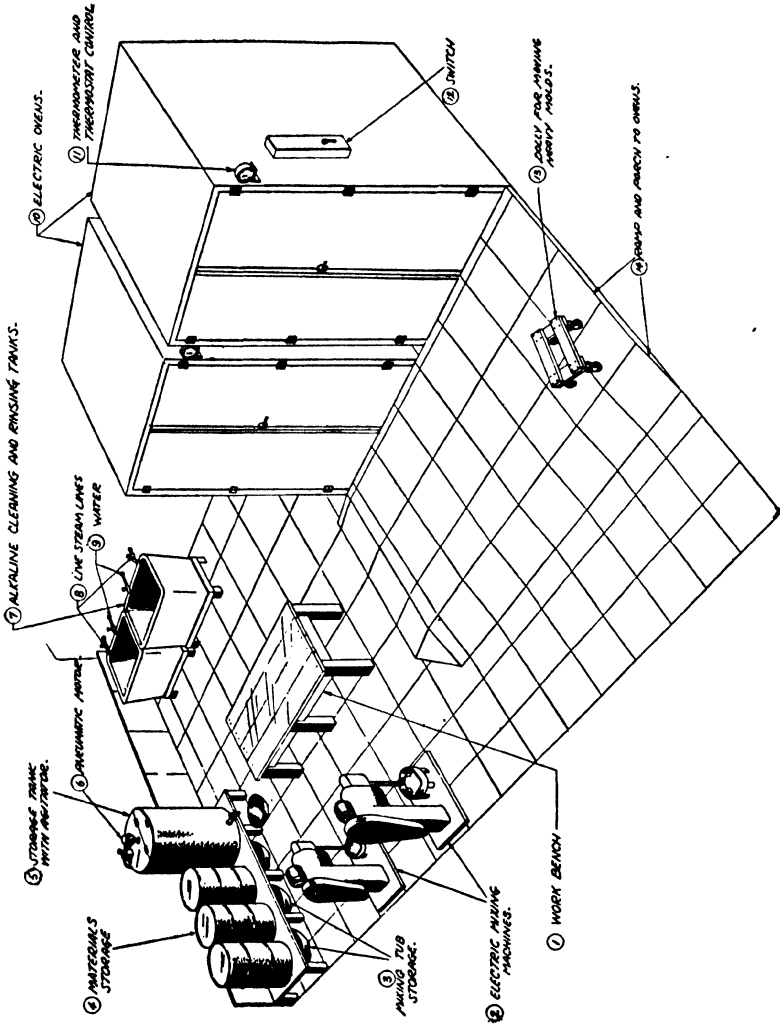 ① WORK BENCH
② ELECTRIC MIXING
MACHINES.
③ MIXING TUB
STORAGE.
④ MATERIALS
STORAGE
⑤ STORAGE TANK
WITH AGITATOR.
⑥ PNEUMATIC MOTOR.
⑦ ALKALINE CLEANING AND RINSING TANKS.
⑧ LIVE STEAM LINES
⑨ WATER
⑩ ELECTRIC OVENS.
⑪ THERMOMETER AND
THERMOSTAT CONTROL.
⑫ SWITCH
⑬ DOLLY FOR MOVING
HEAVY MOLDS.
⑭ RAMP AND PORCH TO OVENS.